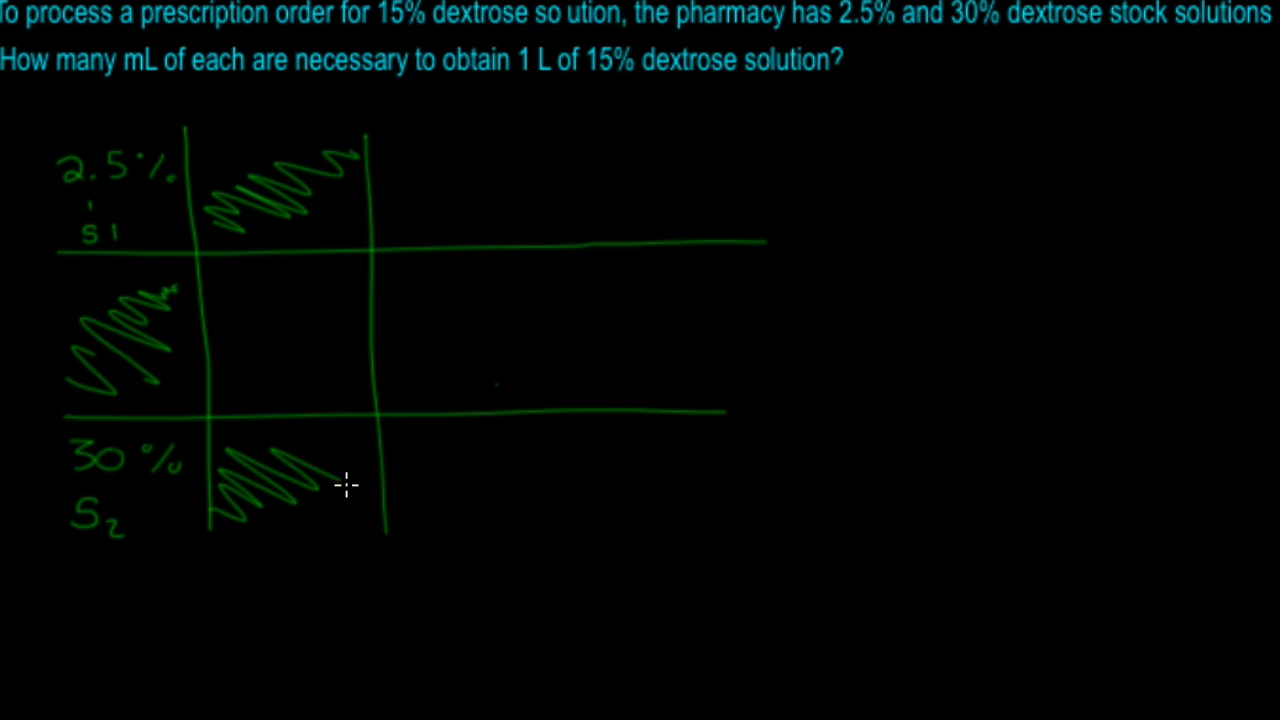 To process a prescription order for 15% dextrose so ution, the pharmacy has 2.5% and 30% dextrose stock solutions
How many mL of each are necessary to obtain 1 L of 15% dextrose solution?
2.5%
S1
30%
S2